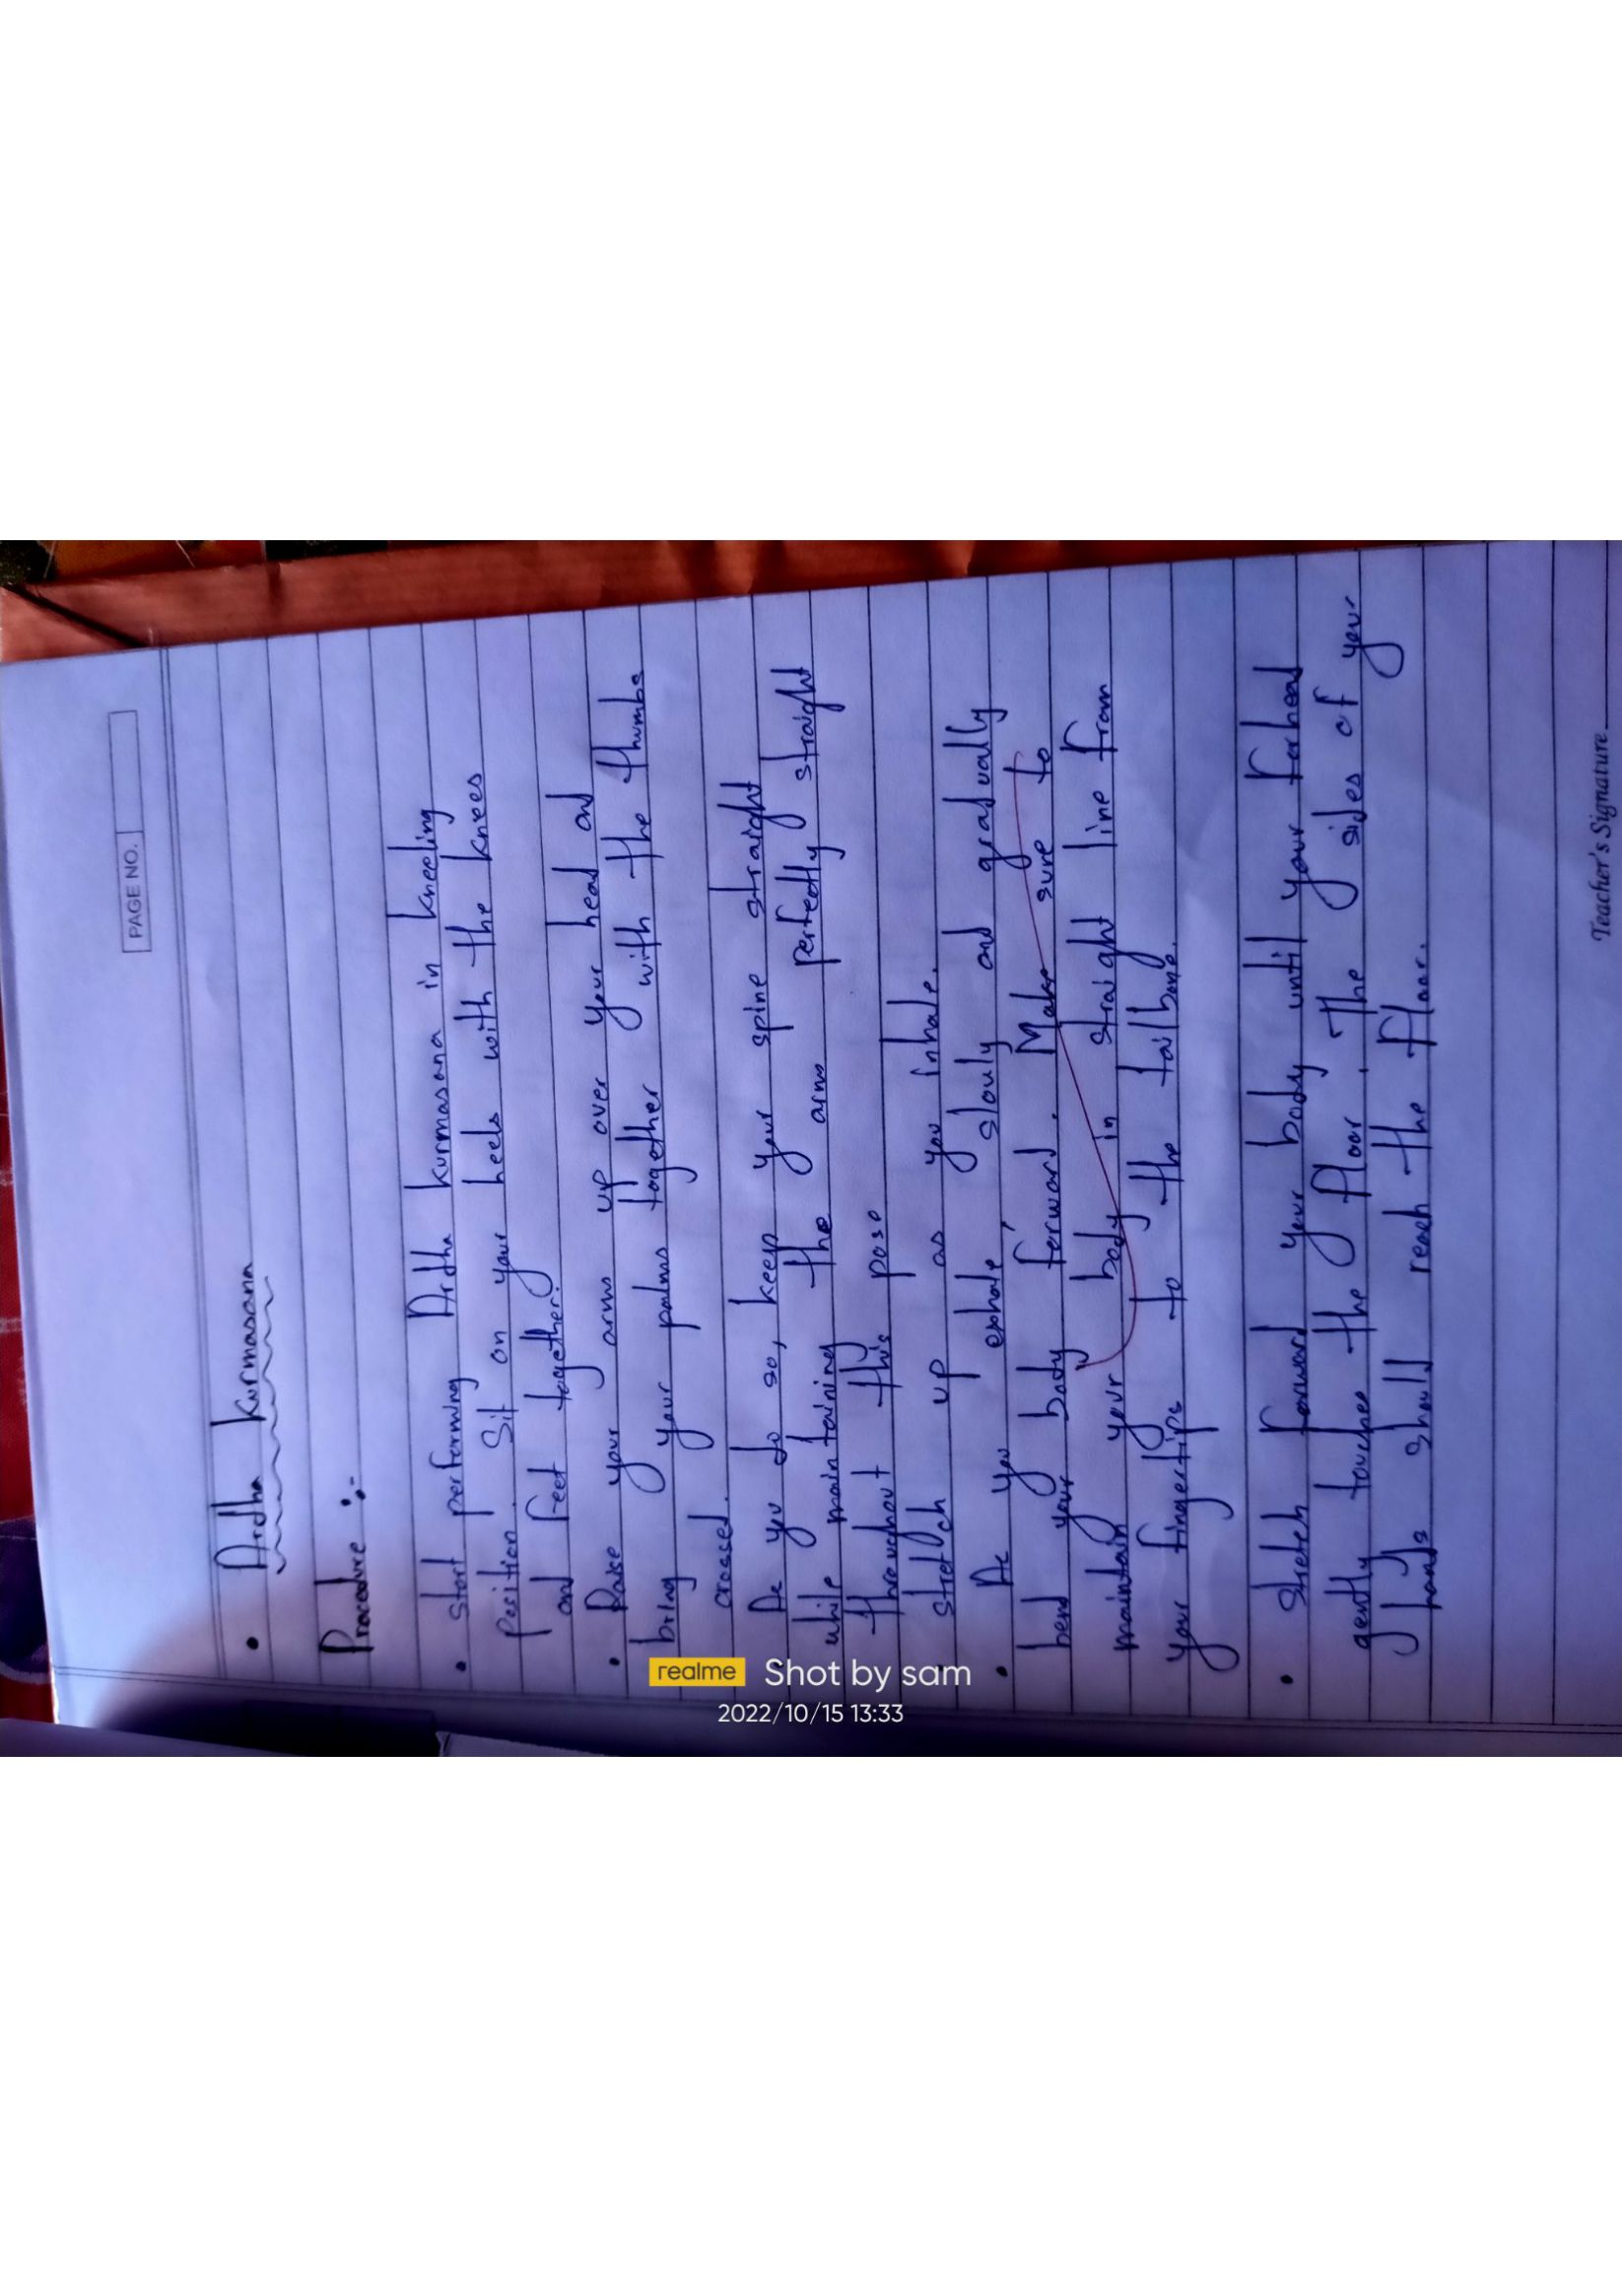 PAGE NO.
• Ardha kurmasana
Procedure :-
• start performing Ardha kurmasana in kneeling
position. Sit on your heels with the knees
and feet together.
• Raise your arms up over your head and
bring your palms together with the thumbs
crossed.
As you do so, keep your spine straight
while maintaining the arms perfectly straight
throughout this pose
stretch up as you inhale.
• As you exhale, slowly and gradually
bend your body forward. Make sure to
maintain your body in straight line from
your fingertips to the tailbone.
• Stretch forward your body until your forhead
gently touches the floor. The sides of your
hands should reach the floor.
Teacher's Signature
realme Shot by sam
2022/10/15 13:33